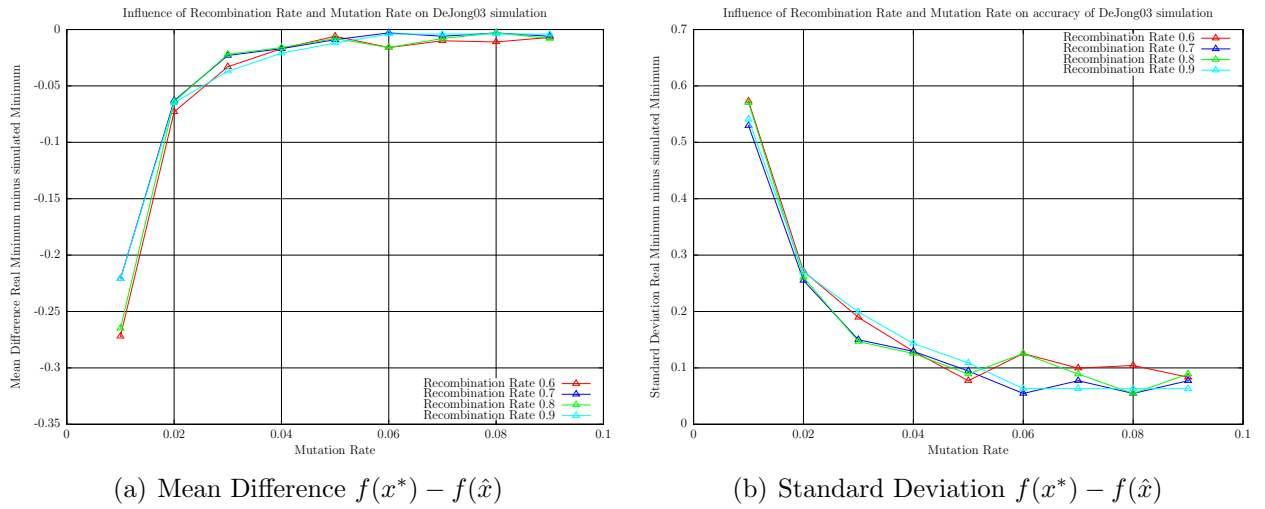 Influence of Recombination Rate and Mutation Rate on DeJong03 simulation
Mean Difference Real Minimum minus simulated Minimum
0
-0.05
-0.1
-0.15
-0.2
-0.25
-0.3
-0.35
0
0.02
0.04
0.06
0.08
0.1
Mutation Rate
Recombination Rate 0.6
Recombination Rate 0.7
Recombination Rate 0.8
Recombination Rate 0.9
(a) Mean Difference f(x*) − f(x̂)
Influence of Recombination Rate and Mutation Rate on accuracy of DeJong03 simulation
Standard Deviation Real Minimum minus simulated Minimum
0.7
0.6
0.5
0.4
0.3
0.2
0.1
0
0
0.02
0.04
0.06
0.08
0.1
Mutation Rate
Recombination Rate 0.6
Recombination Rate 0.7
Recombination Rate 0.8
Recombination Rate 0.9
(b) Standard Deviation f(x*) − f(x̂)